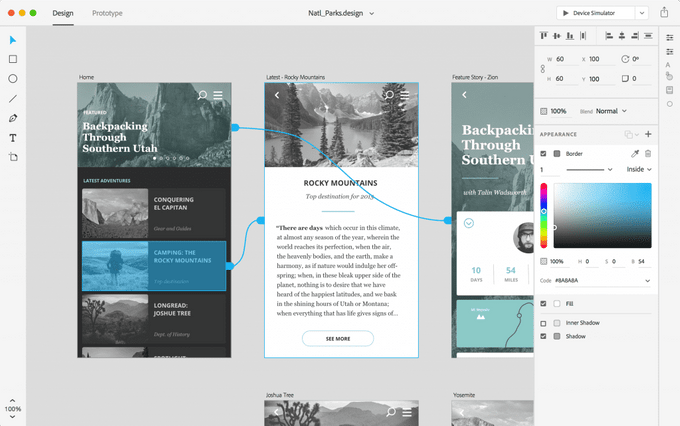 Design
Prototype
Natl_Parks.design
Device Simulator
Home
FEATURED
Backpacking
Through
Southern Utah
LATEST ADVENTURES
CONQUERING
EL CAPITAN
Gear and Guides
CAMPING: THE
ROCKY MOUNTAINS
Top destinations
LONGREAD:
JOSHUA TREE
Dept. of History
SPOTLIGHT
100%
Latest - Rocky Mountains
ROCKY MOUNTAINS
Top destination for 2015
"There are days which occur in this climate,
at almost any season of the year, wherein the
world reaches its perfection, when the air,
the heavenly bodies, and the earth, make a
harmony, as if nature would indulge her off-
spring; when, in these bleak upper side of the
planet, nothing is to desire that we have
heard of the happiest latitudes, and we bask
in the shining hours of Utah or Montana;
when everything that has life gives signs of...
SEE MORE
Joshua Tree
Feature Story - Zion
Backpacking
Through
Southern U
with Talin Wadsworth
10
DAYS
54
MILES
Yosemite
W 60
X 100
0°
H 60
Y 100
0
100%
Blend Normal
APPEARANCE
Border
1
Inside
100%
H 0
S 0
B 54
Code #8A8A8A
Fill
Inner Shadow
Shadow